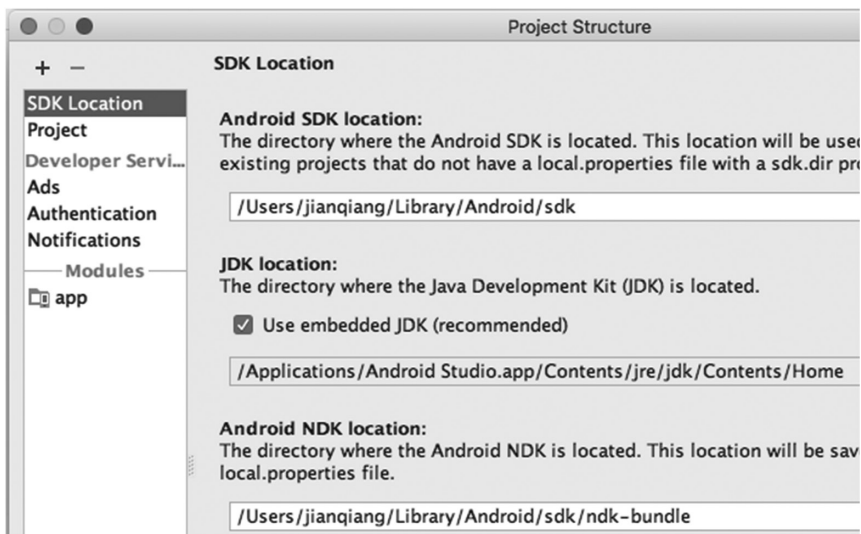 Project Structure
+ −
SDK Location
Project
Developer Servi...
Ads
Authentication
Notifications
Modules
app
SDK Location
Android SDK location:
The directory where the Android SDK is located. This location will be used
existing projects that do not have a local.properties file with a sdk.dir
/Users/jianqiang/Library/Android/sdk
JDK location:
The directory where the Java Development Kit (JDK) is located.
Use embedded JDK (recommended)
/Applications/Android Studio.app/Contents/jre/jdk/Contents/Home
Android NDK location:
The directory where the Android NDK is located. This location will be
local.properties file.
/Users/jianqiang/Library/Android/sdk/ndk-bundle